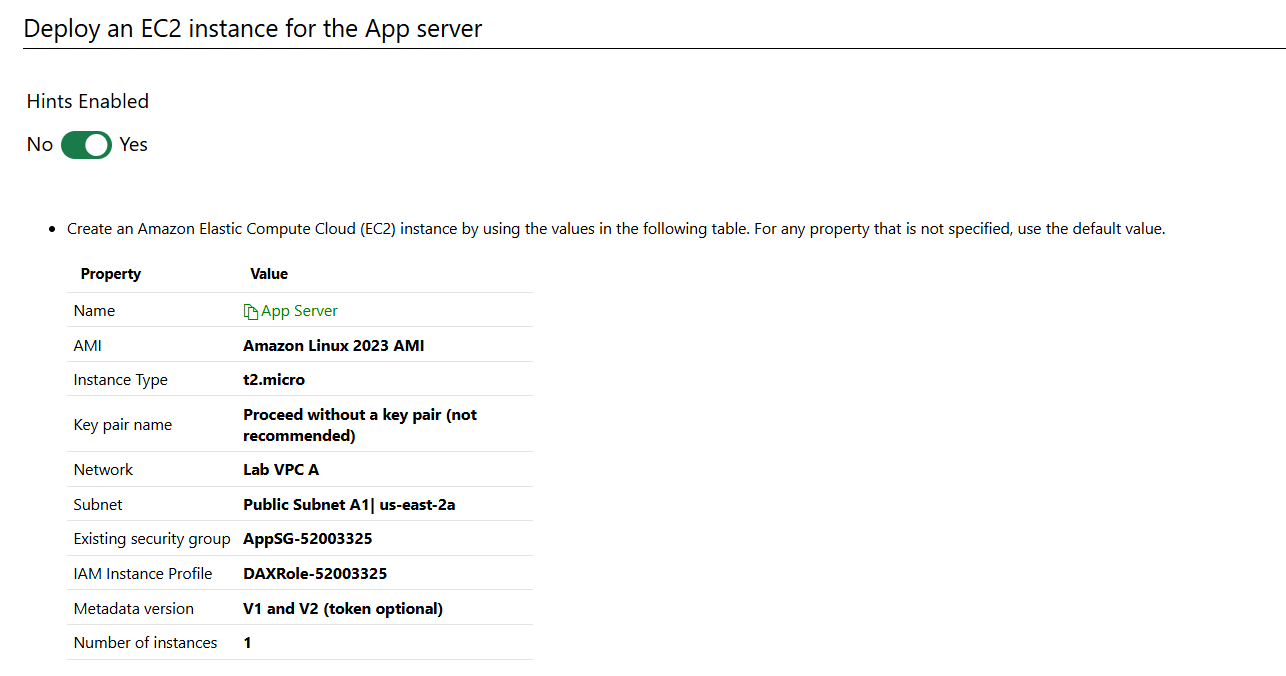 Deploy an EC2 instance for the App server
Hints Enabled
No Yes
• Create an Amazon Elastic Compute Cloud (EC2) instance by using the values in the following table. For any property that is not specified, use the default value.
Property Value
Name App Server
AMI Amazon Linux 2023 AMI
Instance Type t2.micro
Key pair name Proceed without a key pair (not
recommended)
Network Lab VPC A
Subnet Public Subnet A1| us-east-2a
Existing security group AppSG-52003325
IAM Instance Profile DAXRole-52003325
Metadata version V1 and V2 (token optional)
Number of instances 1